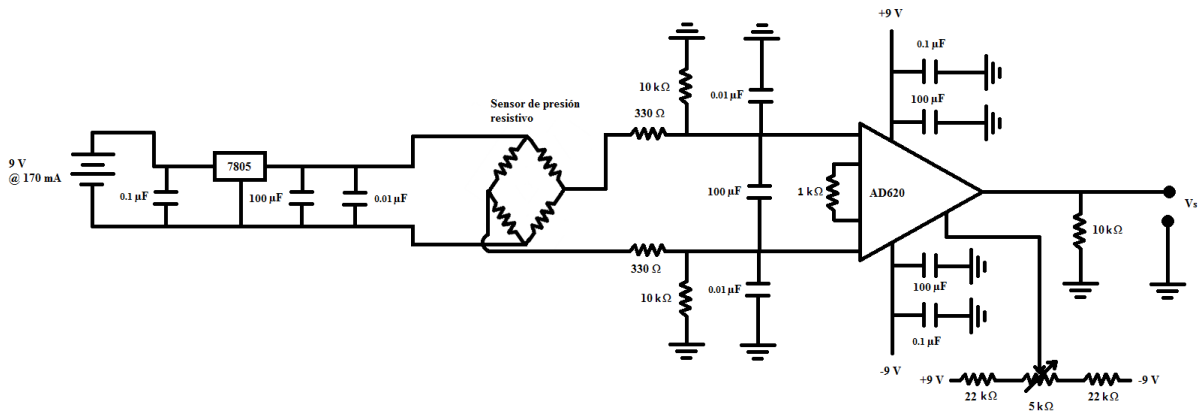 9 V
@ 170 mA
0.1 µF
7805
100 µF
0.01 µF
Sensor de presión
resistivo
330 Ω
10 kΩ
0.01 µF
330 Ω
10 kΩ
0.01 µF
100 µF
1 kΩ
AD620
+9 V
0.1 µF
100 µF
100 µF
0.1 µF
-9 V
+9 V
22 kΩ
5 kΩ
22 kΩ
-9 V
10 kΩ
Vs